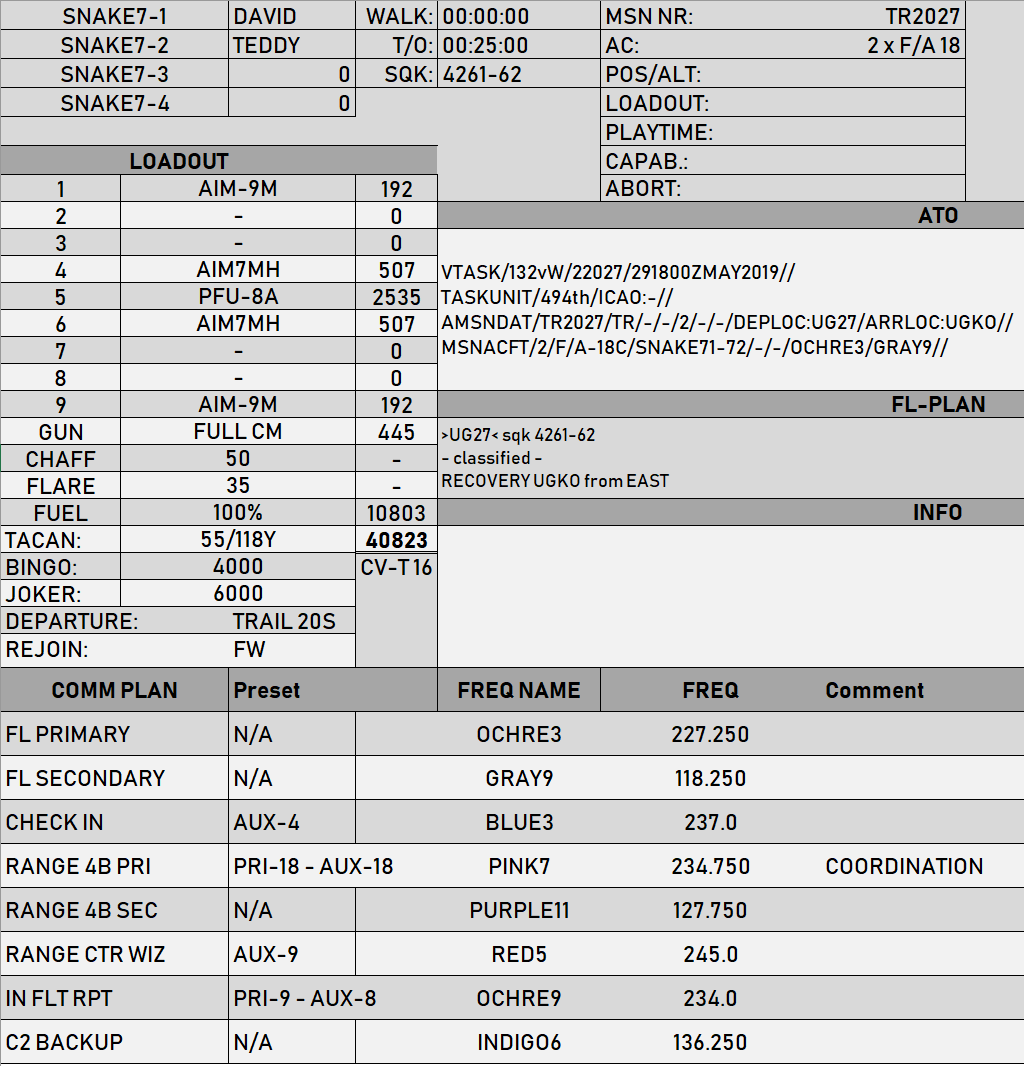 SNAKE7-1 DAVID WALK: 00:00:00 MSN NR: TR2027
SNAKE7-2 TEDDY T/O: 00:25:00 AC: 2 x F/A 18
SNAKE7-3 0 SQK: 4261-62 POS/ALT:
SNAKE7-4 0 LOADOUT:
PLAYTIME:
LOADOUT CAPAB.:
1 AIM-9M 192 ABORT:
2 - 0 ATO
3 - 0
4 AIM7MH 507
5 PFU-8A 2535
6 AIM7MH 507
7 - 0
8 - 0
VTASK/132vW/22027/291800ZMAY2019//
TASKUNIT/494th/ICAO:-//
AMSNDAT/TR2027/TR/-/-/2/-/-/DEPLOC:UG27/ARRLOC:UGKO//
MSNACFT/2/F/A-18C/SNAKE71-72/-/-/OCHRE3/GRAY9//
9 AIM-9M 192 FL-PLAN
GUN FULL CM 445
CHAFF 50 -
FLARE 35 -
>UG27< sqk 4261-62
- classified -
RECOVERY UGKO from EAST
FUEL 100% 10803 INFO
TACAN: 55/118Y 40823
BINGO: 4000 CV-T16
JOKER: 6000
DEPARTURE: TRAIL 20S
REJOIN: FW
COMM PLAN Preset FREQ NAME FREQ Comment
FL PRIMARY N/A OCHRE3 227.250
FL SECONDARY N/A GRAY9 118.250
CHECK IN AUX-4 BLUE3 237.0
RANGE 4B PRI PRI-18 - AUX-18 PINK7 234.750 COORDINATION
RANGE 4B SEC N/A PURPLE11 127.750
RANGE CTR WIZ AUX-9 RED5 245.0
IN FLT RPT PRI-9 - AUX-8 OCHRE9 234.0
C2 BACKUP N/A INDIGO6 136.250